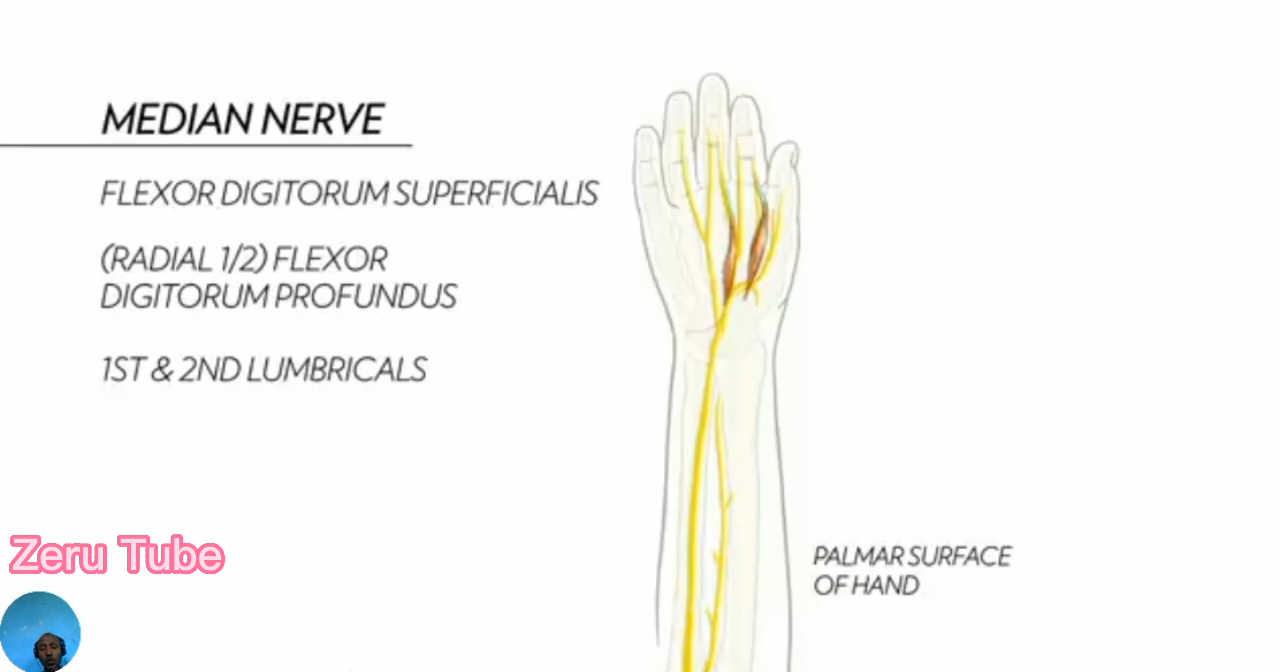 MEDIAN NERVE
FLEXOR DIGITORUM SUPERFICIALIS
(RADIAL 1/2) FLEXOR
DIGITORUM PROFUNDUS
1ST & 2ND LUMBRICALS
Zeru Tube
PALMAR SURFACE
OF HAND